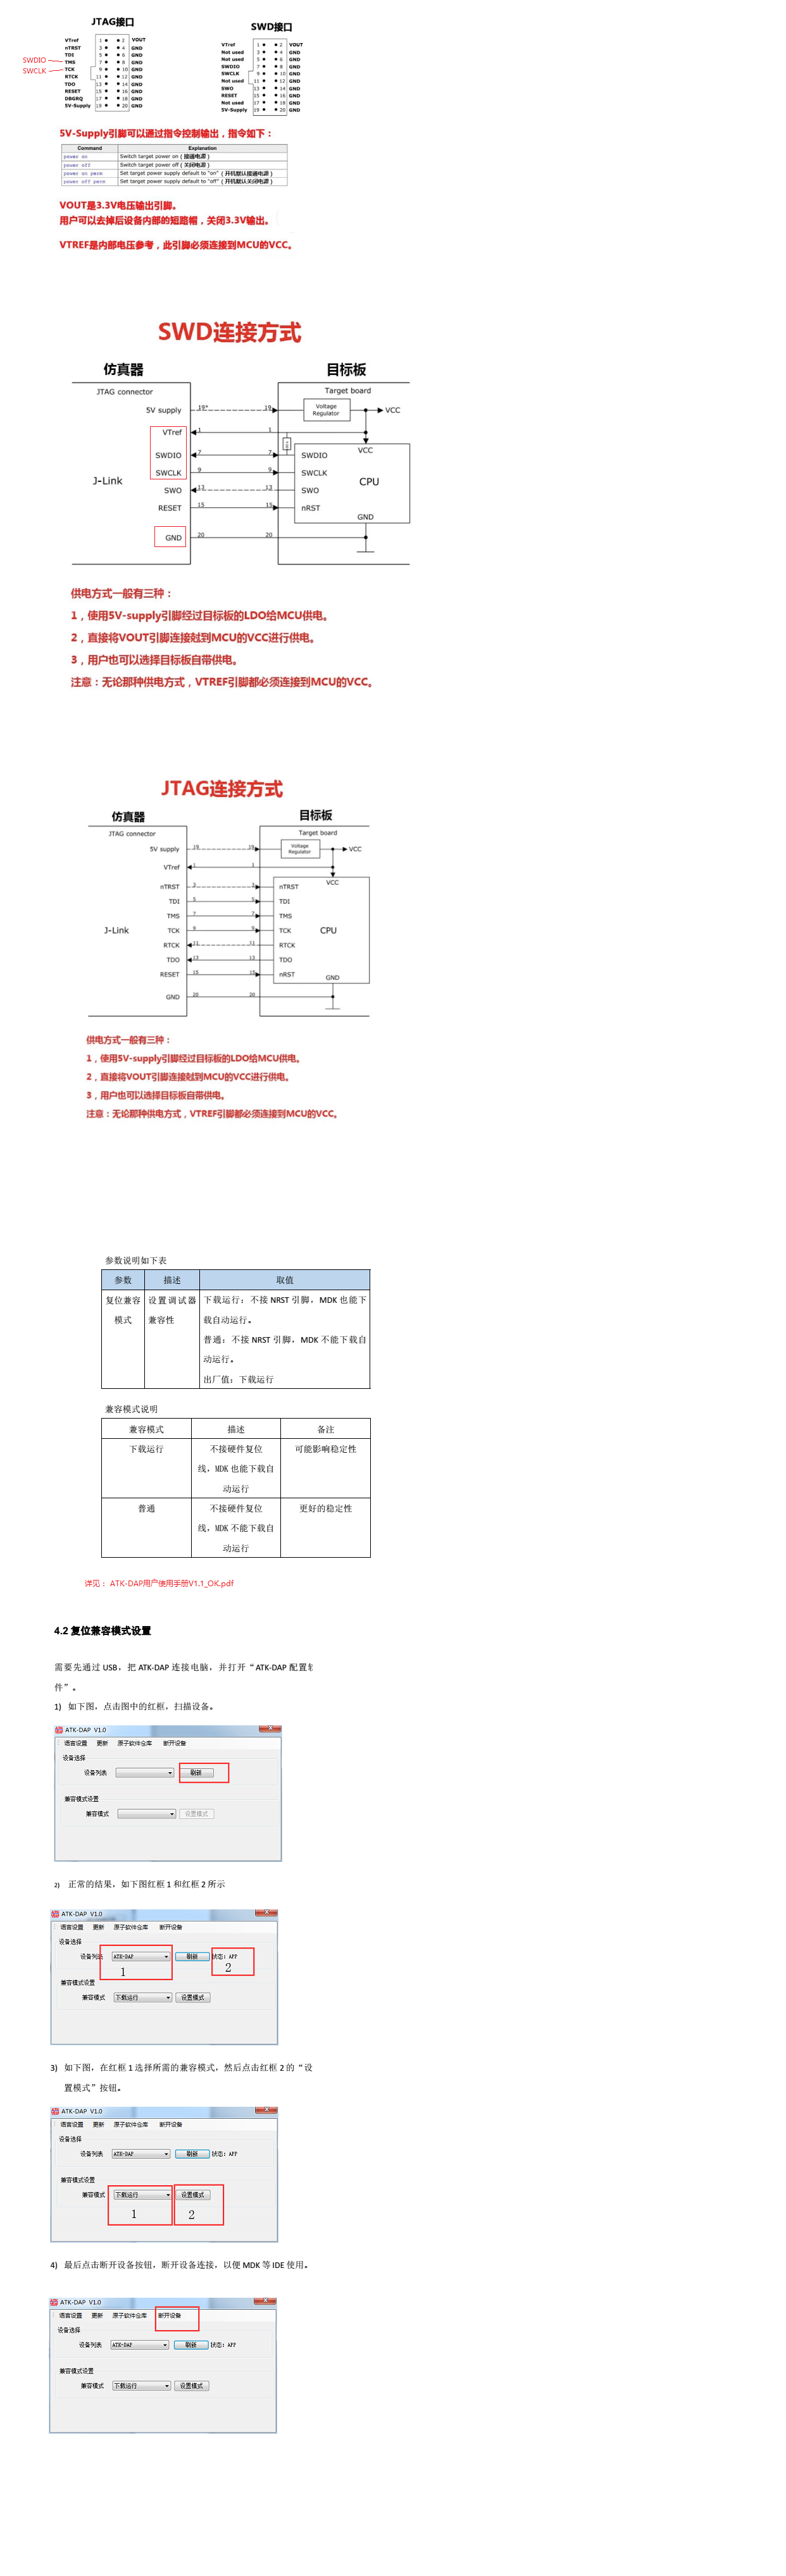 JTAG接口
VTref 1 2 VOUT
nTRST 3 4 GND
TDI 5 6 GND
SWDIO TMS 7 8 GND
SWCLK TCK 9 10 GND
RTCK 11 12 GND
TDO 13 14 GND
RESET 15 16 GND
DBGRQ 17 18 GND
5V-Supply 19 20 GND
SWD接口
VTref 1 2 VOUT
Not used 3 4 GND
Not used 5 6 GND
SWDIO 7 8 GND
SWCLK 9 10 GND
Not used 11 12 GND
SWO 13 14 GND
RESET 15 16 GND
Not used 17 18 GND
5V-Supply 19 20 GND
5V-Supply引脚可以通过指令控制输出，指令如下：
Command Explanation
power on Switch target power on（接通电源）
power off Switch target power off（关闭电源）
power on perm Set target power supply default to "on"（开机默认接通电源）
power off perm Set target power supply default to "off"（开机默认关闭电源）
VOUT是3.3V电压输出引脚。
用户可以去掉后设备内部的短路帽，关闭3.3V输出。
VTREF是内部电压参考，此引脚必须连接到MCU的VCC。
SWD连接方式
仿真器 目标板
JTAG connector Target board
5V supply 19* 19 Voltage Regulator VCC
VTref 1 1
VCC
SWDIO 7 7 SWDIO
SWCLK 9 9 SWCLK
J-Link CPU
SWO 13 13 SWO
RESET 15 15 nRST
GND
GND 20 20
供电方式一般有三种：
1，使用5V-supply引脚经过目标板的LDO给MCU供电。
2，直接将VOUT引脚连接到MCU的VCC进行供电。
3，用户也可以选择目标板自带供电。
注意：无论那种供电方式，VTREF引脚都必须连接到MCU的VCC。
JTAG连接方式
仿真器 目标板
JTAG connector Target board
5V supply 19 19 Voltage Regulator VCC
VTref 1 1
VCC
nTRST 3 3 nTRST
TDI 5 5 TDI
TMS 7 7 TMS
J-Link TCK 9 9 TCK CPU
RTCK 11 11 RTCK
TDO 13 13 TDO
RESET 15 15 nRST
GND
GND 20 20
供电方式一般有三种：
1，使用5V-supply引脚经过目标板的LDO给MCU供电。
2，直接将VOUT引脚连接到MCU的VCC进行供电。
3，用户也可以选择目标板自带供电。
注意：无论那种供电方式，VTREF引脚都必须连接到MCU的VCC。
参数说明如下表
参数 描述 取值
复位兼容 设置调试器 下载运行：不接 NRST 引脚，MDK 也能下
模式 兼容性 载自动运行。
普通：不接 NRST 引脚，MDK 不能下载自
动运行。
出厂值：下载运行
兼容模式说明
兼容模式 描述 备注
下载运行 不接硬件复位 可能影响稳定性
线，MDK 也能下载自
动运行
普通 不接硬件复位 更好的稳定性
线，MDK 不能下载自
动运行
详见： ATK-DAP用户使用手册V1.1_OK.pdf
4.2 复位兼容模式设置
需要先通过 USB，把 ATK-DAP 连接电脑，并打开“ATK-DAP 配置软
件”。
1) 如下图，点击图中的红框，扫描设备。
ATK-DAP V1.0
语言设置 更新 原子软件仓库 断开设备
设备选择
设备列表 刷新
兼容模式设置
兼容模式 设置模式
2) 正常的结果，如下图红框 1 和红框 2 所示
ATK-DAP V1.0
语言设置 更新 原子软件仓库 断开设备
设备选择
设备列表 ATK-DAP 刷新 状态：APP
1 2
兼容模式设置
兼容模式 下载运行 设置模式
3) 如下图，在红框 1 选择所需的兼容模式，然后点击红框 2 的“设
置模式”按钮。
ATK-DAP V1.0
语言设置 更新 原子软件仓库 断开设备
设备选择
设备列表 ATK-DAP 刷新 状态：APP
兼容模式设置
兼容模式 下载运行 设置模式
1 2
4) 最后点击断开设备按钮，断开设备连接，以便 MDK 等 IDE 使用。
ATK-DAP V1.0
语言设置 更新 原子软件仓库 断开设备
设备选择
设备列表 ATK-DAP 刷新 状态：APP
兼容模式设置
兼容模式 下载运行 设置模式